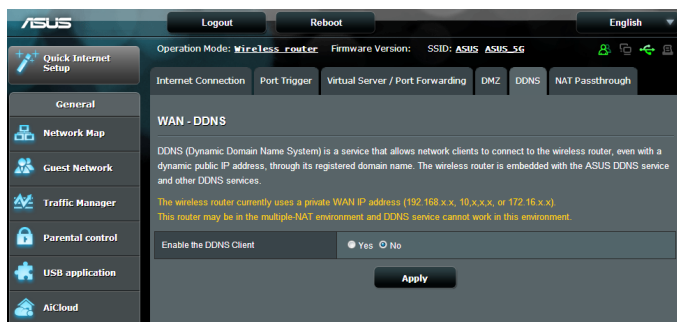 ASUS
Logout
Reboot
English
Quick Internet
Setup
Operation Mode: Wireless router Firmware Version: SSID: ASUS ASUS_5G
Internet Connection
Port Trigger
Virtual Server / Port Forwarding
DMZ
DDNS
NAT Passthrough
General
Network Map
Guest Network
Traffic Manager
Parental control
USB application
AiCloud
WAN - DDNS
DDNS (Dynamic Domain Name System) is a service that allows network clients to connect to the wireless router, even with a
dynamic public IP address, through its registered domain name. The wireless router is embedded with the ASUS DDNS service
and other DDNS services.
The wireless router currently uses a private WAN IP address (192.168.x.x, 10,x,x,x, or 172.16.x.x).
This router may be in the multiple-NAT environment and DDNS service cannot work in this environment.
Enable the DDNS Client
Yes No
Apply